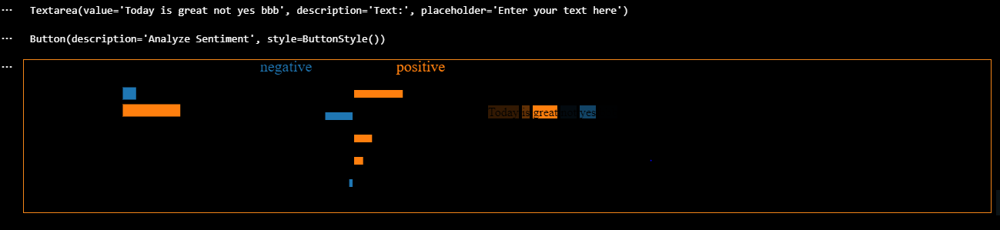 Textarea(value='Today is great not yes bbb', description='Text:', placeholder='Enter your text here')
Button(description='Analyze Sentiment', style=ButtonStyle())
negative positive
Today is great not yes